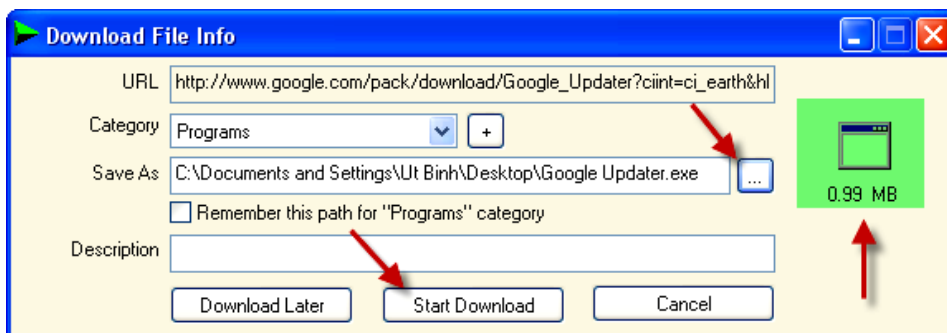 Download File Info
URL http://www.google.com/pack/download/Google_Updater?ciint=ci_earth&hl
Category Programs +
Save As C:\Documents and Settings\Ut Binh\Desktop\Google Updater.exe ...
0.99 MB
Remember this path for "Programs" category
Description
Download Later Start Download Cancel